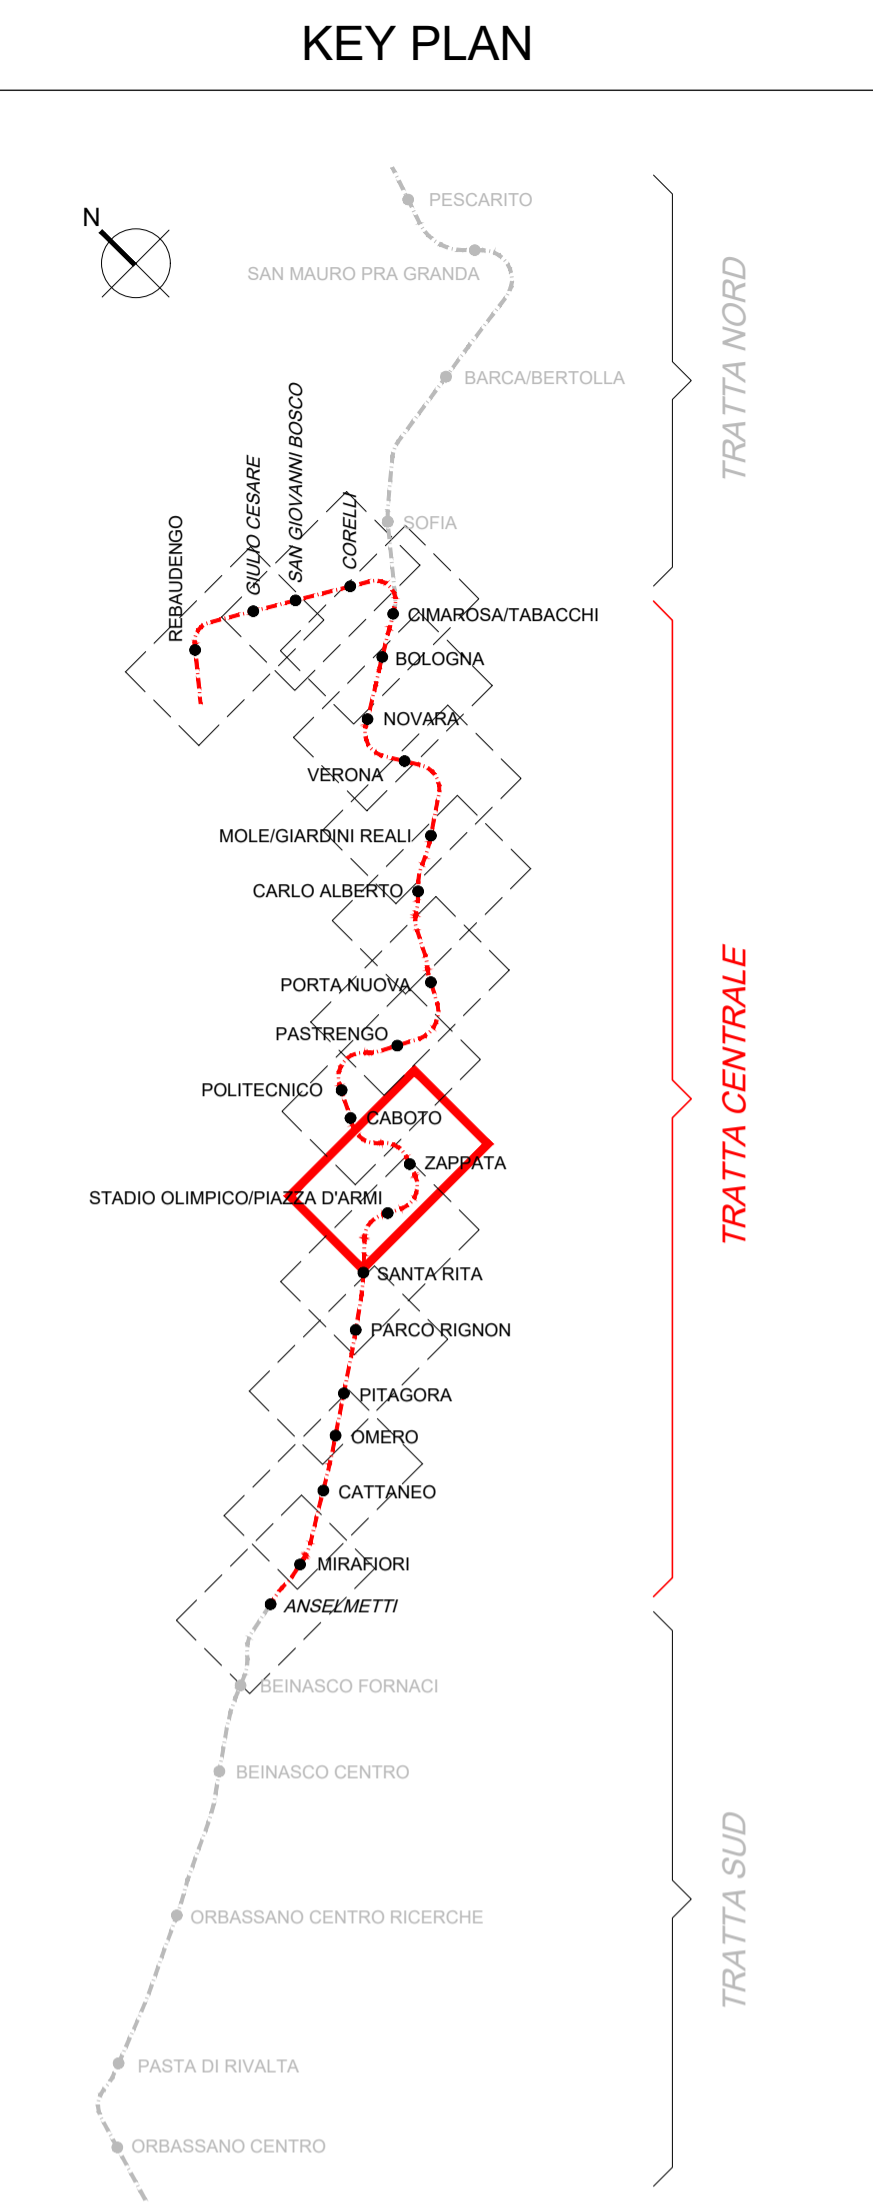 KEY PLAN
N
PESCARITO
SAN MAURO PRA GRANDA
TRATTA NORD
BARCA/BERTOLLA
SOFIA
REBAUDENGO
GIULIO CESARE
SAN GIOVANNI BOSCO
CORELLI
CIMAROSA/TABACCHI
BOLOGNA
NOVARA
VERONA
MOLE/GIARDINI REALI
CARLO ALBERTO
PORTA NUOVA
PASTRENGO
POLITECNICO
TRATTA CENTRALE
CABOTO
ZAPPATA
STADIO OLIMPICO/PIAZZA D'ARMI
SANTA RITA
PARCO RIGNON
PITAGORA
OMERO
CATTANEO
MIRAFIORI
ANSELMETTI
BEINASCO FORNACI
BEINASCO CENTRO
ORBASSANO CENTRO RICERCHE
TRATTA SUD
PASTA DI RIVALTA
ORBASSANO CENTRO